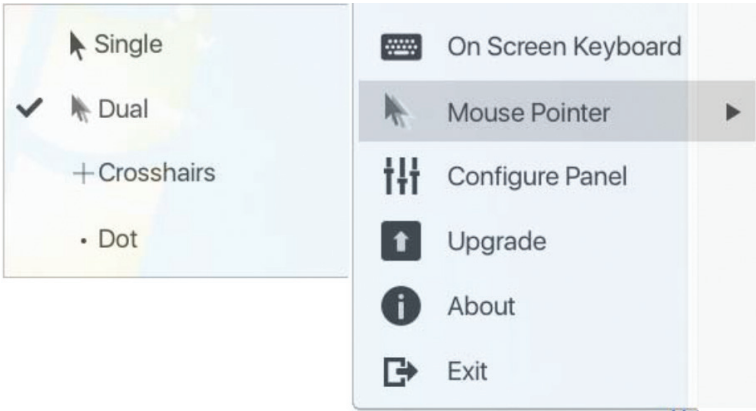 Single
Dual
Crosshairs
Dot
On Screen Keyboard
Mouse Pointer
Configure Panel
Upgrade
About
Exit